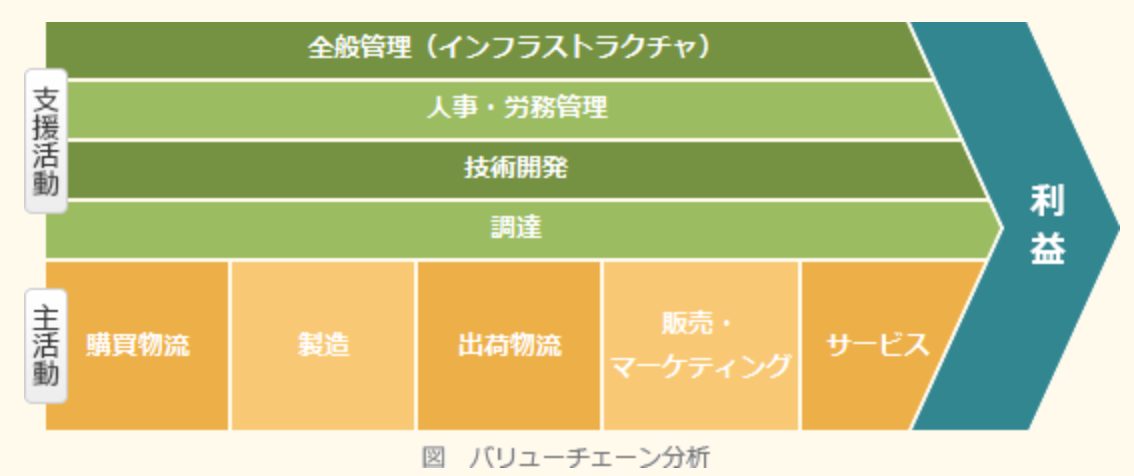 支援活動
全般管理（インフラストラクチャ）
人事・労務管理
技術開発
調達
利益
主活動
購買物流
製造
出荷物流
販売・
マーケティング
サービス
図　バリューチェーン分析